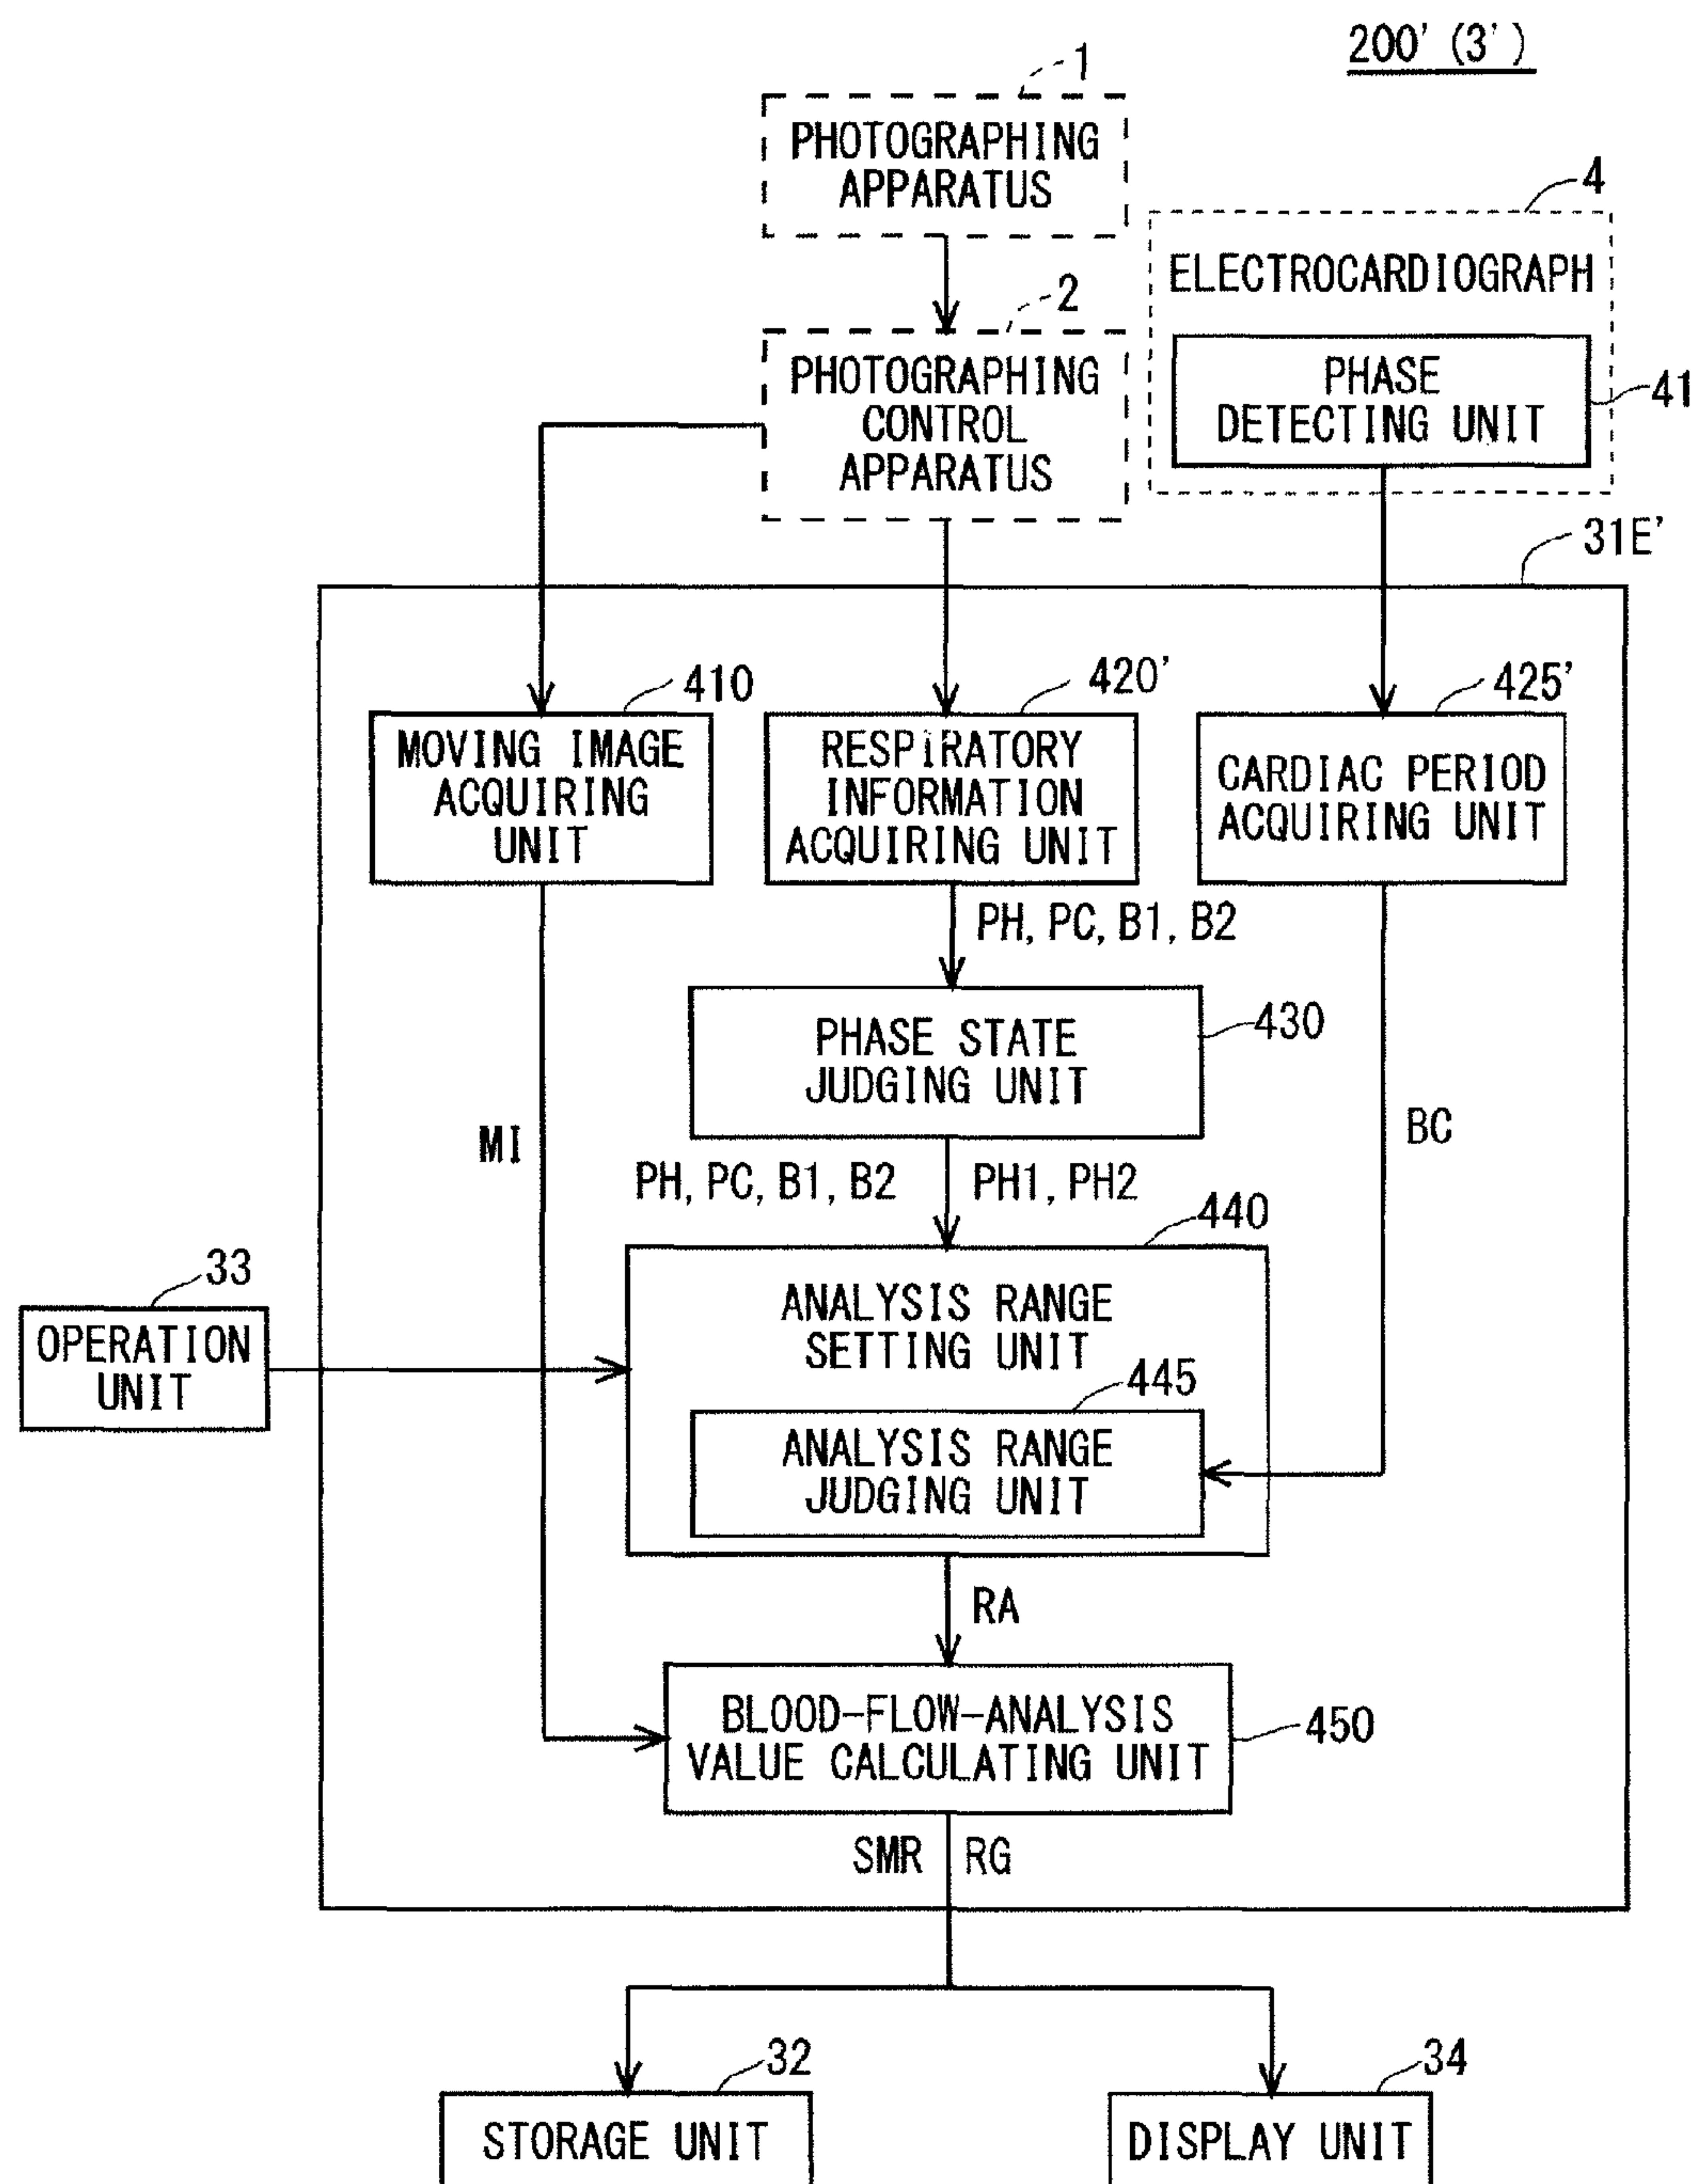 200' (3')
1
PHOTOGRAPHING
APPARATUS
4
ELECTROCARDIOGRAPH
2
PHOTOGRAPHING
CONTROL
APPARATUS
PHASE
DETECTING UNIT
41
31E'
410
MOVING IMAGE
ACQUIRING
UNIT
420'
RESPIRATORY
INFORMATION
ACQUIRING UNIT
425'
CARDIAC PERIOD
ACQUIRING UNIT
PH, PC, B1, B2
PHASE STATE
JUDGING UNIT
430
MI
BC
PH, PC, B1, B2
PH1, PH2
440
ANALYSIS RANGE
SETTING UNIT
33
OPERATION
UNIT
445
ANALYSIS RANGE
JUDGING UNIT
RA
BLOOD-FLOW-ANALYSIS
VALUE CALCULATING UNIT
450
SMR
RG
32
STORAGE UNIT
34
DISPLAY UNIT